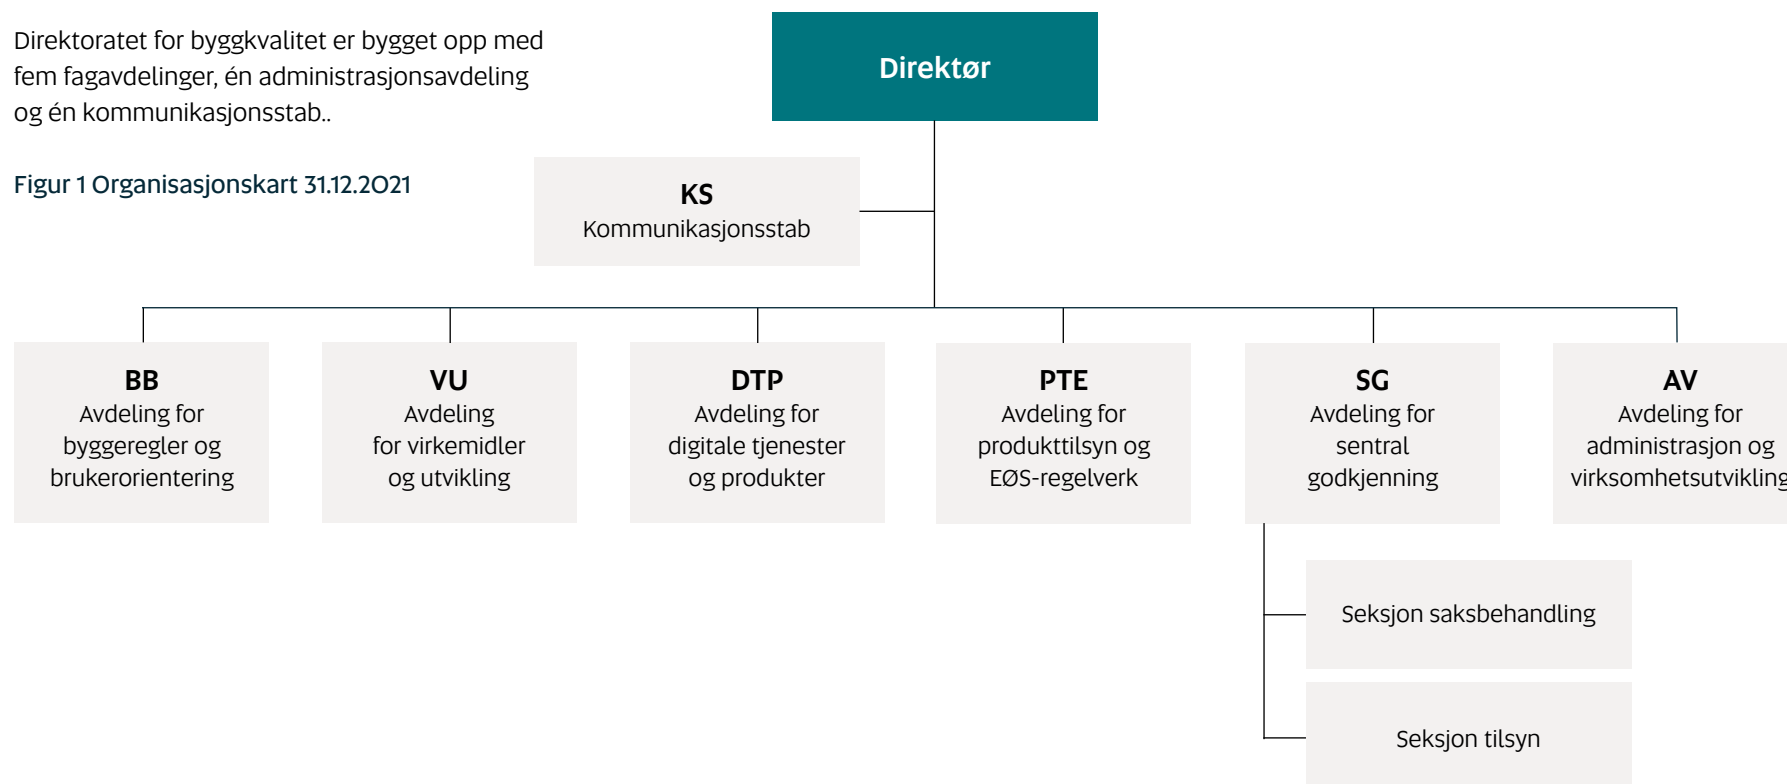 Direktoratet for byggkvalitet er bygget opp med
fem fagavdelinger, én administrasjonsavdeling
og én kommunikasjonsstab..
Figur 1 Organisasjonskart 31.12.2021
Direktør
KS
Kommunikasjonsstab
BB
Avdeling for
byggeregler og
brukerorientering
VU
Avdeling
for virkemidler
og utvikling
DTP
Avdeling for
digitale tjenester
og produkter
PTE
Avdeling for
produkttilsyn og
EØS-regelverk
SG
Avdeling for
sentral
godkjenning
AV
Avdeling for
administrasjon og
virksomhetsutvikling
Seksjon saksbehandling
Seksjon tilsyn